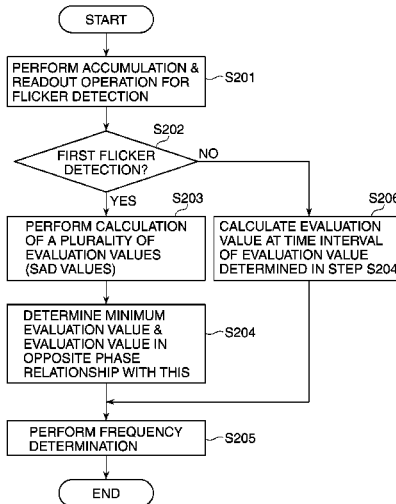 START
PERFORM ACCUMULATION &
READOUT OPERATION FOR
FLICKER DETECTION
S201
S202
FIRST FLICKER
DETECTION?
NO
YES
S203
PERFORM CALCULATION
OF A PLURALITY OF
EVALUATION VALUES
(SAD VALUES)
S206
CALCULATE EVALUATION
VALUE AT TIME INTERVAL
OF EVALUATION VALUE
DETERMINED IN STEP S204
DETERMINE MINIMUM
EVALUATION VALUE &
EVALUATION VALUE IN
OPPOSITE PHASE
RELATIONSHIP WITH THIS
S204
PERFORM FREQUENCY
DETERMINATION
S205
END